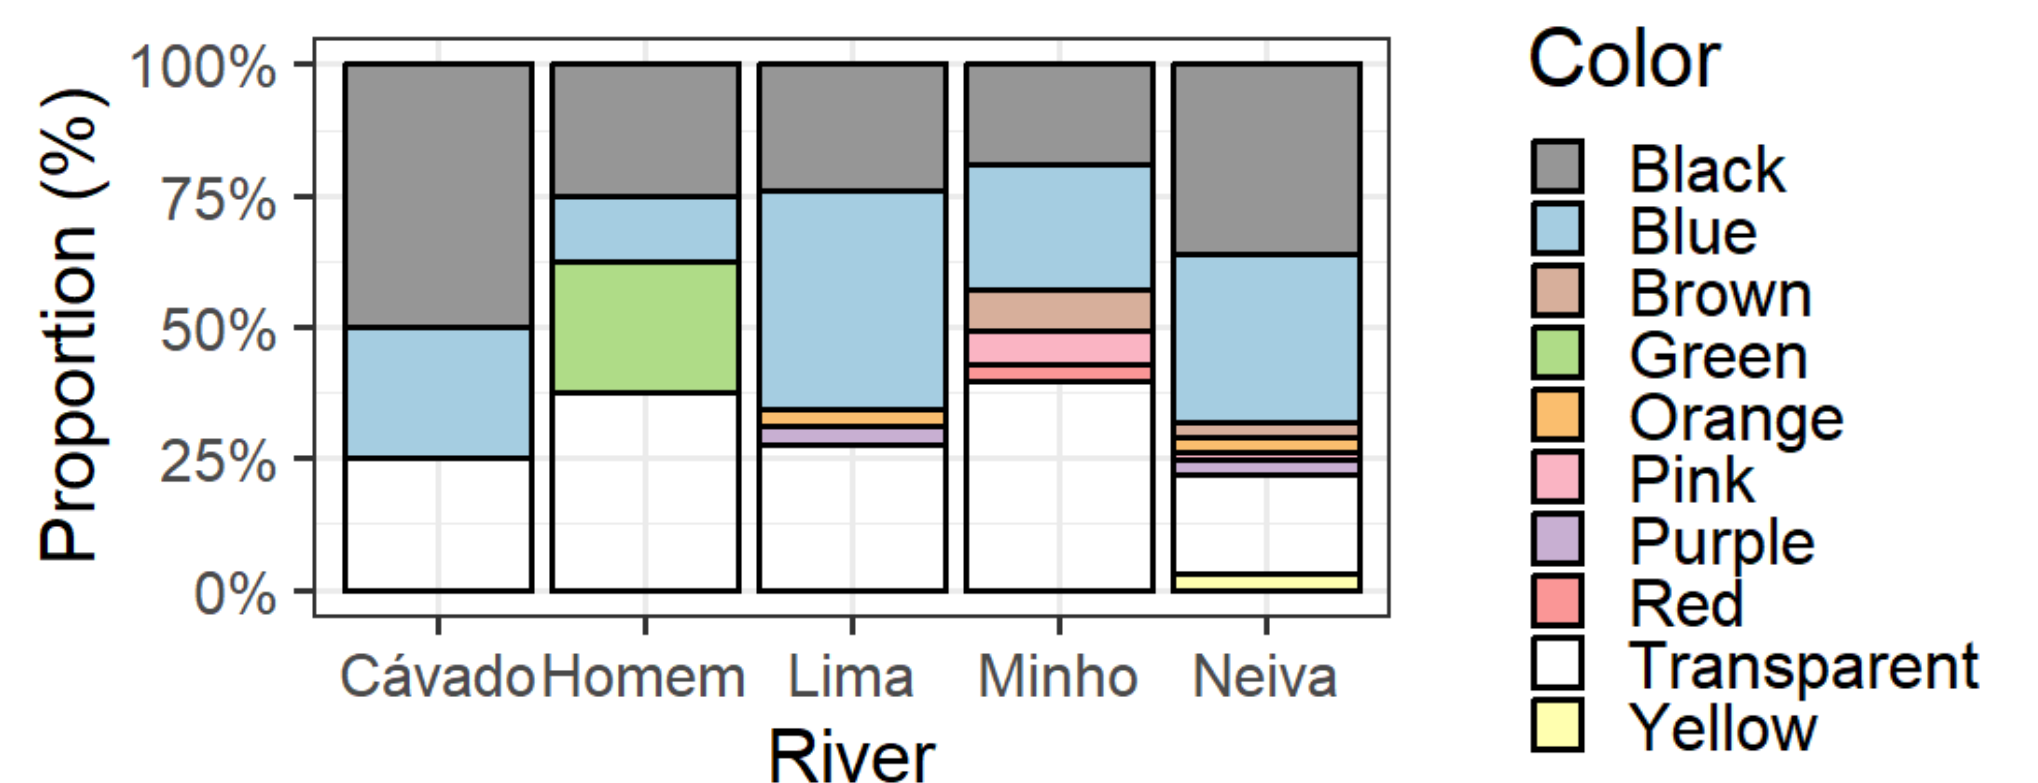 Proportion (%)
100%
75%
50%
25%
0%
Cávado Homem Lima Minho Neiva
River
Color
Black
Blue
Brown
Green
Orange
Pink
Purple
Red
Transparent
Yellow